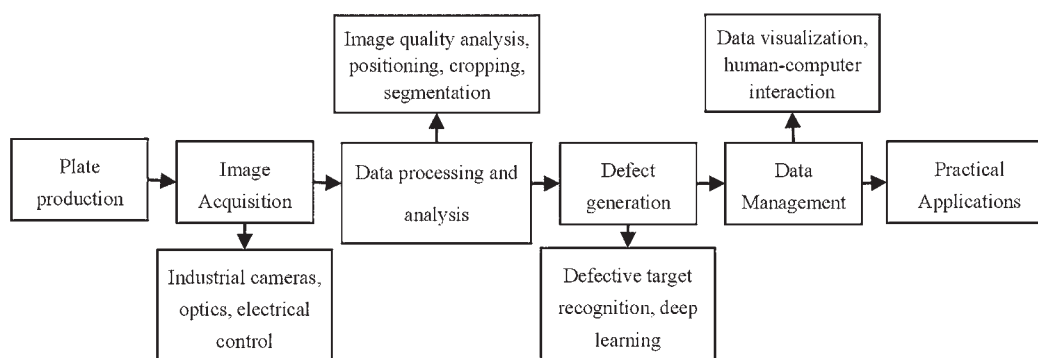 Image quality analysis,
positioning, cropping,
segmentation
Data visualization,
human-computer
interaction
Plate
production
Image
Acquisition
Data processing and
analysis
Defect
generation
Data
Management
Practical
Applications
Industrial cameras,
optics, electrical
control
Defective target
recognition, deep
learning